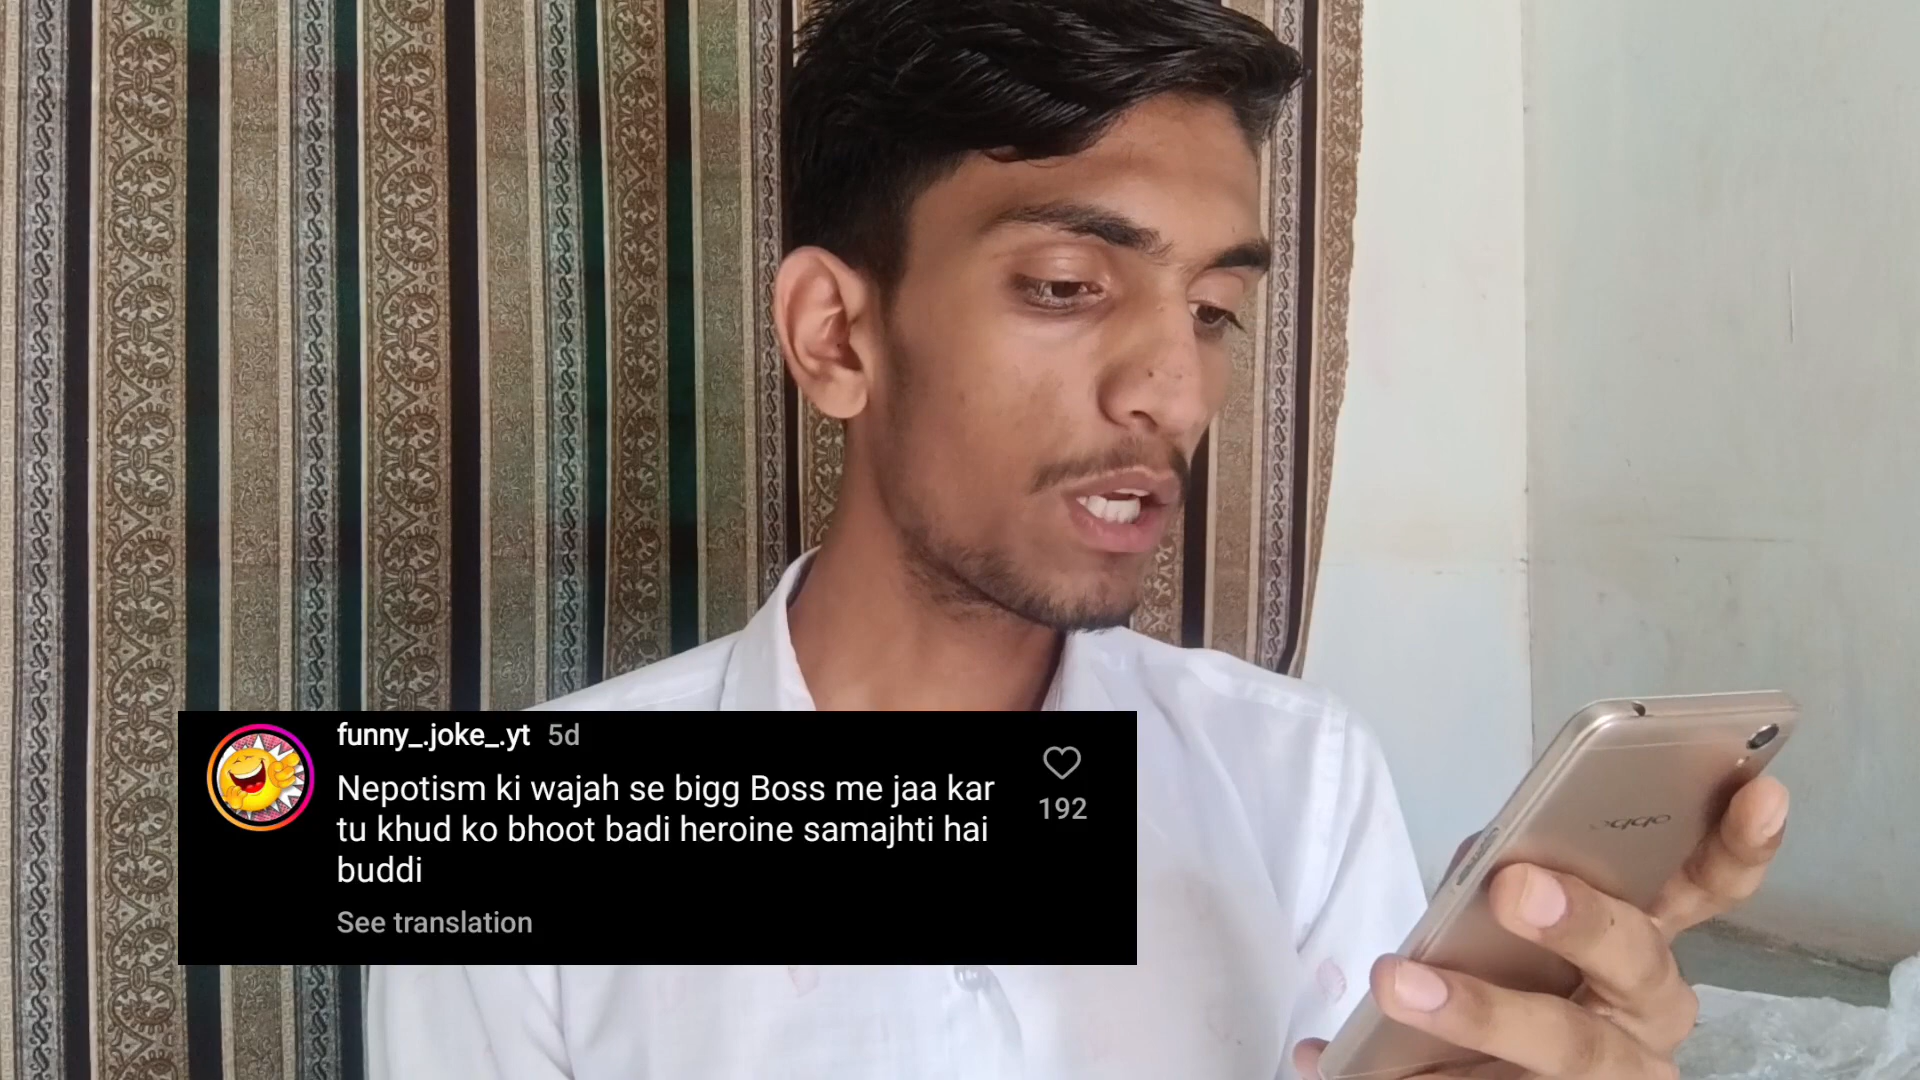 funny_.joke_.yt 5d
Nepotism ki wajah se bigg Boss me jaa kar
tu khud ko bhoot badi heroine samajhti hai
buddi
192
See translation
oppo